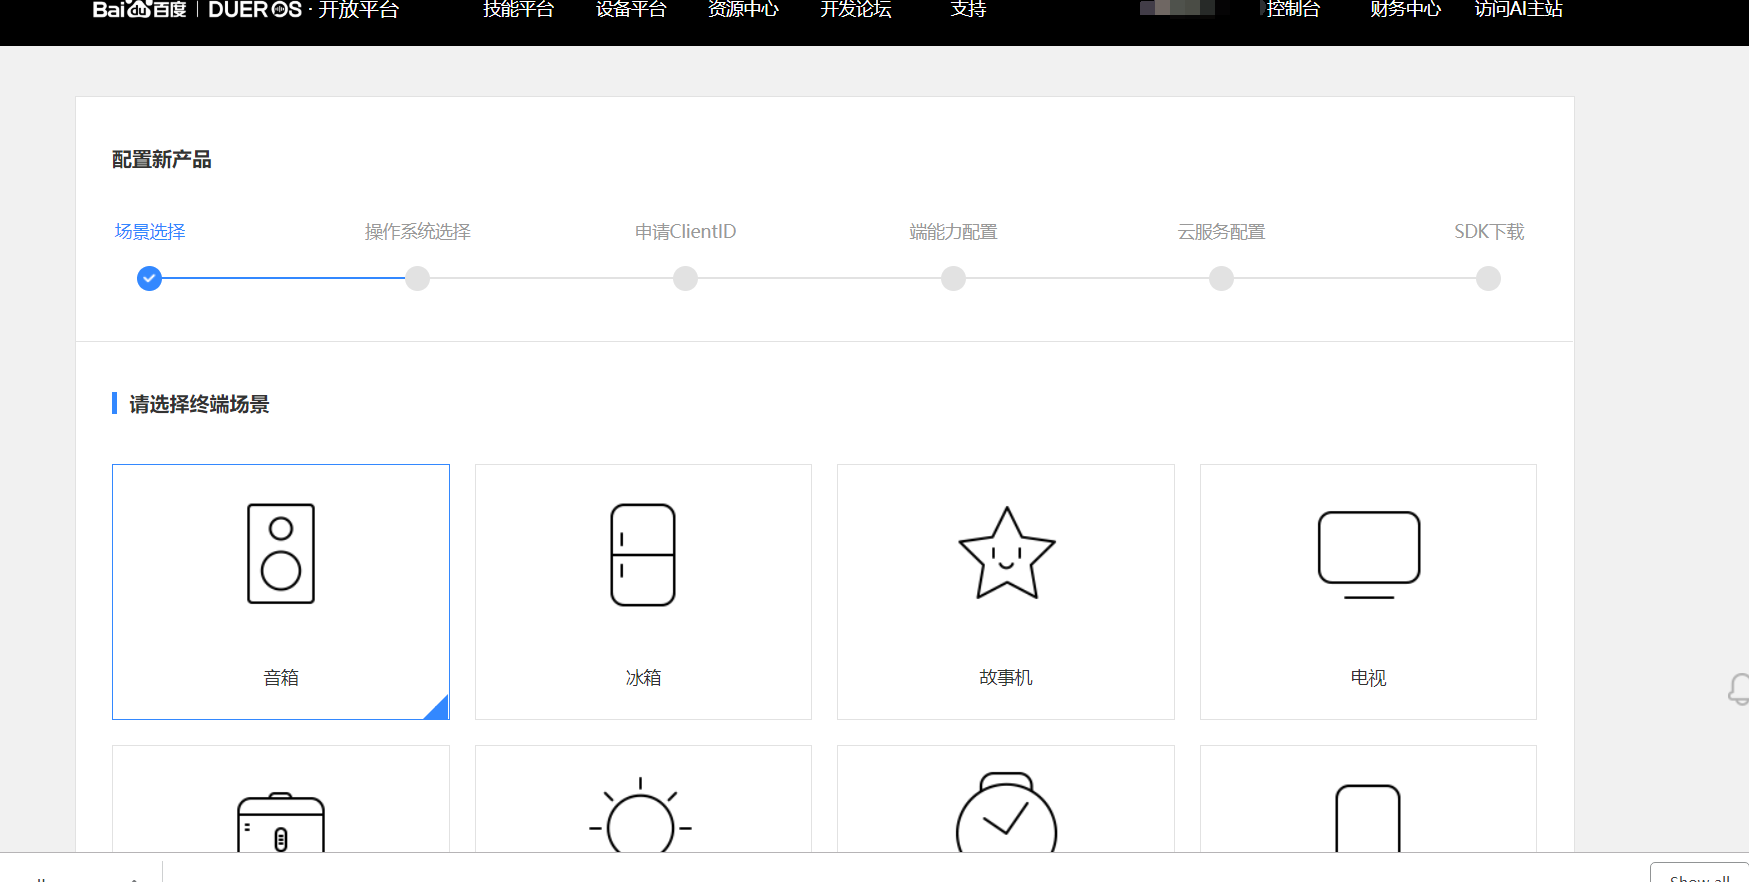 Baidu百度 | DUEROS · 开放平台 技能平台 设备平台 资源中心 开发论坛 支持 控制台 财务中心 访问AI主站
配置新产品
场景选择 操作系统选择 申请ClientID 端能力配置 云服务配置 SDK下载
请选择终端场景
音箱 冰箱 故事机 电视
Show all